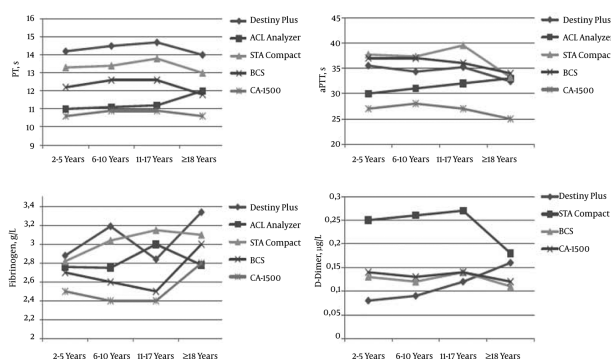 PT, s
16
15
14
13
12
11
10
9
2-5 Years 6-10 Years 11-17 Years ≥18 Years
Destiny Plus
ACL Analyzer
STA Compact
BCS
CA-1500
aPTT, s
45
40
35
30
25
20
2-5 Years 6-10 Years 11-17 Years ≥18 Years
Destiny Plus
ACL Analyzer
STA Compact
BCS
CA-1500
Fibrinogen, g/L
3,4
3,2
3
2,8
2,6
2,4
2,2
2
2-5 Years 6-10 Years 11-17 Years ≥18 Years
Destiny Plus
ACL Analyzer
STA Compact
BCS
CA-1500
D-Dimer, µg/L
0,3
0,25
0,2
0,15
0,1
0,05
0
2-5 Years 6-10 Years 11-17 Years ≥18 Years
Destiny Plus
STA Compact
BCS
CA-1500